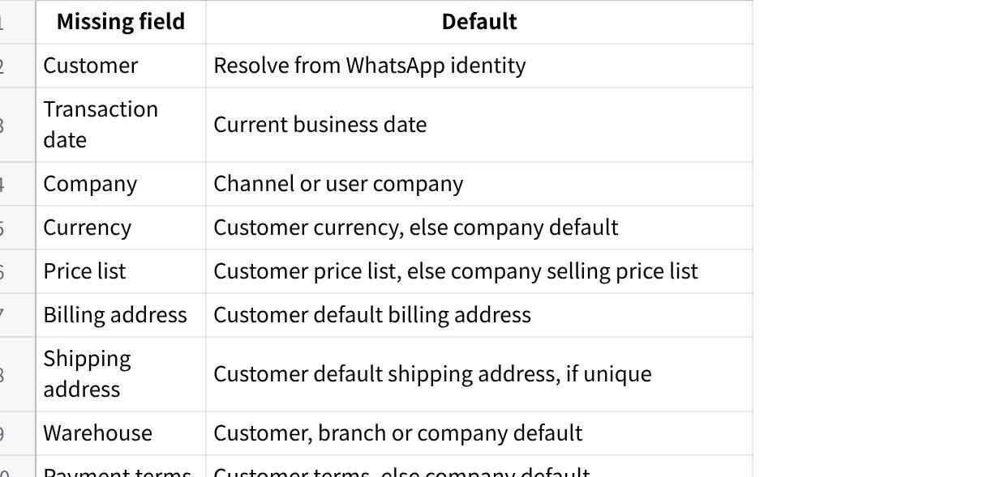 1 Missing field Default
2 Customer Resolve from WhatsApp identity
3 Transaction date Current business date
4 Company Channel or user company
5 Currency Customer currency, else company default
6 Price list Customer price list, else company selling price list
7 Billing address Customer default billing address
8 Shipping address Customer default shipping address, if unique
9 Warehouse Customer, branch or company default
0 Payment terms Customer terms, else company default